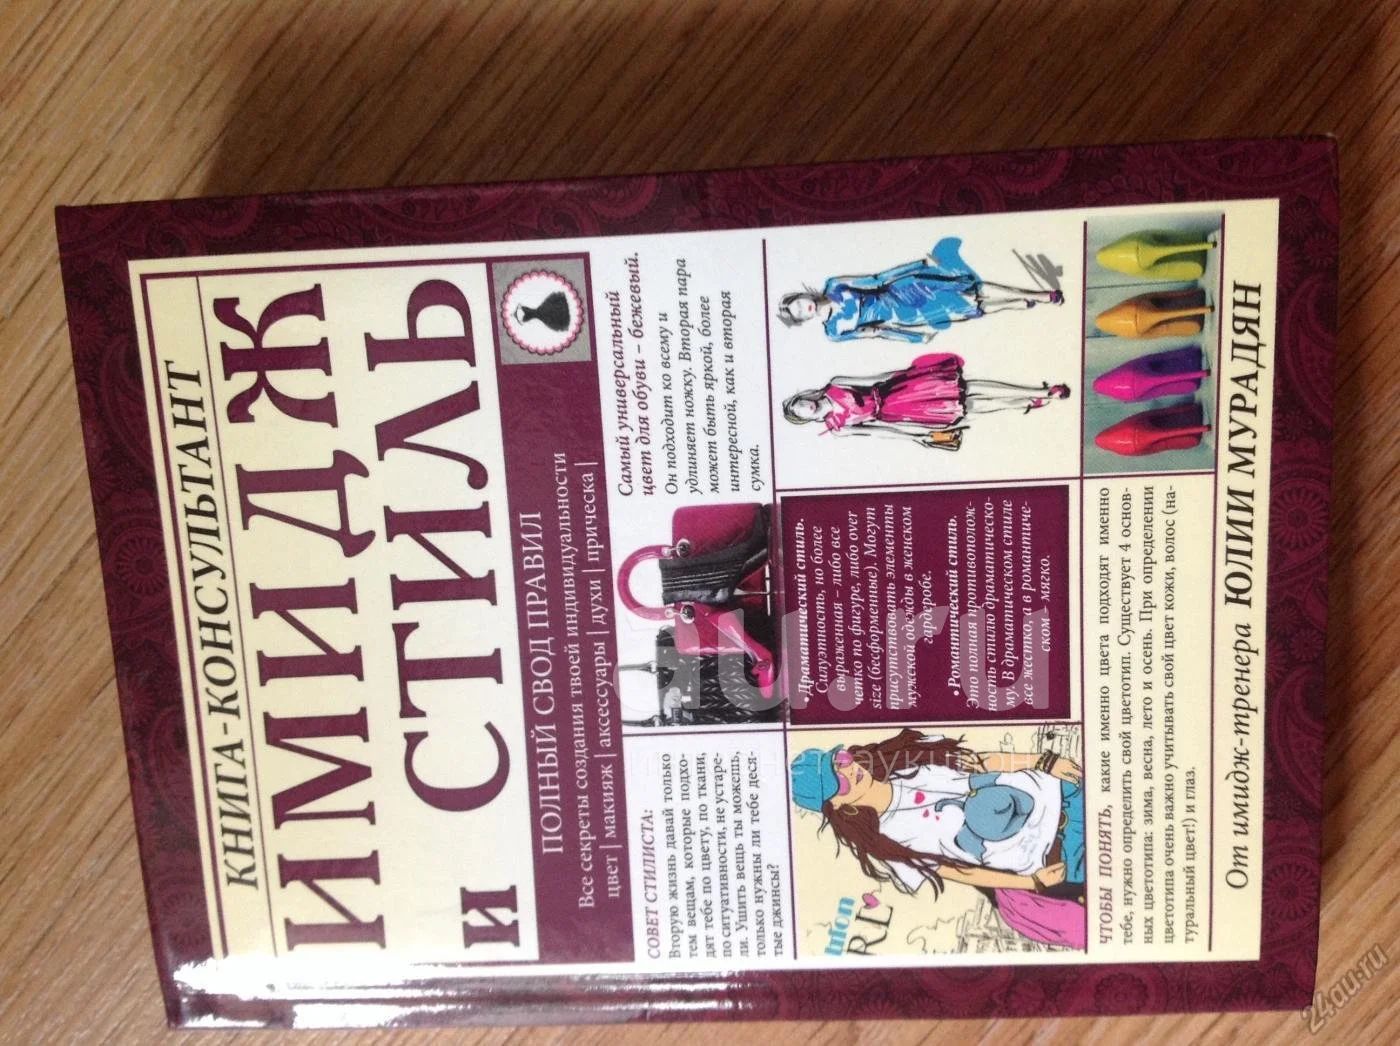 КНИГА-КОНСУЛЬТАНТ
ИМИДЖ
и СТИЛЬ
ПОЛНЫЙ СВОД ПРАВИЛ
Все секреты создания твоей индивидуальности
цвет | макияж | аксессуары | духи | прическа |
СОВЕТ СТИЛИСТА:
Вторую жизнь давай только
тем вещам, которые подхо-
дят тебе по цвету, по ткани,
по ситуативности, не устаре-
ли. Ушить вещь ты можешь,
только нужны ли тебе деся-
тые джинсы?
Самый универсальный
цвет для обуви – бежевый.
Он подходит ко всему и
удлиняет ножку. Вторая пара
может быть яркой, более
интересной, как и вторая
сумка.
•Драматический стиль.
Силуэтность, но более
выраженная – либо все
четко по фигуре, либо over
size (бесформенные). Могут
присутствовать элементы
мужской одежды в женском
гардеробе.
•Романтический стиль.
Это полная противополож-
ность стилю драматическо-
му. В драматическом стиле
все жестко, а в романтиче-
ском – мягко.
ЧТОБЫ ПОНЯТЬ, какие именно цвета подходят именно
тебе, нужно определить свой цветотип. Существует 4 основ-
ных цветотипа: зима, весна, лето и осень. При определении
цветотипа очень важно учитывать свой цвет кожи, волос (на-
туральный цвет!) и глаз.
От имидж-тренера ЮЛИИ МУРАДЯН
au.ru
24au.ru